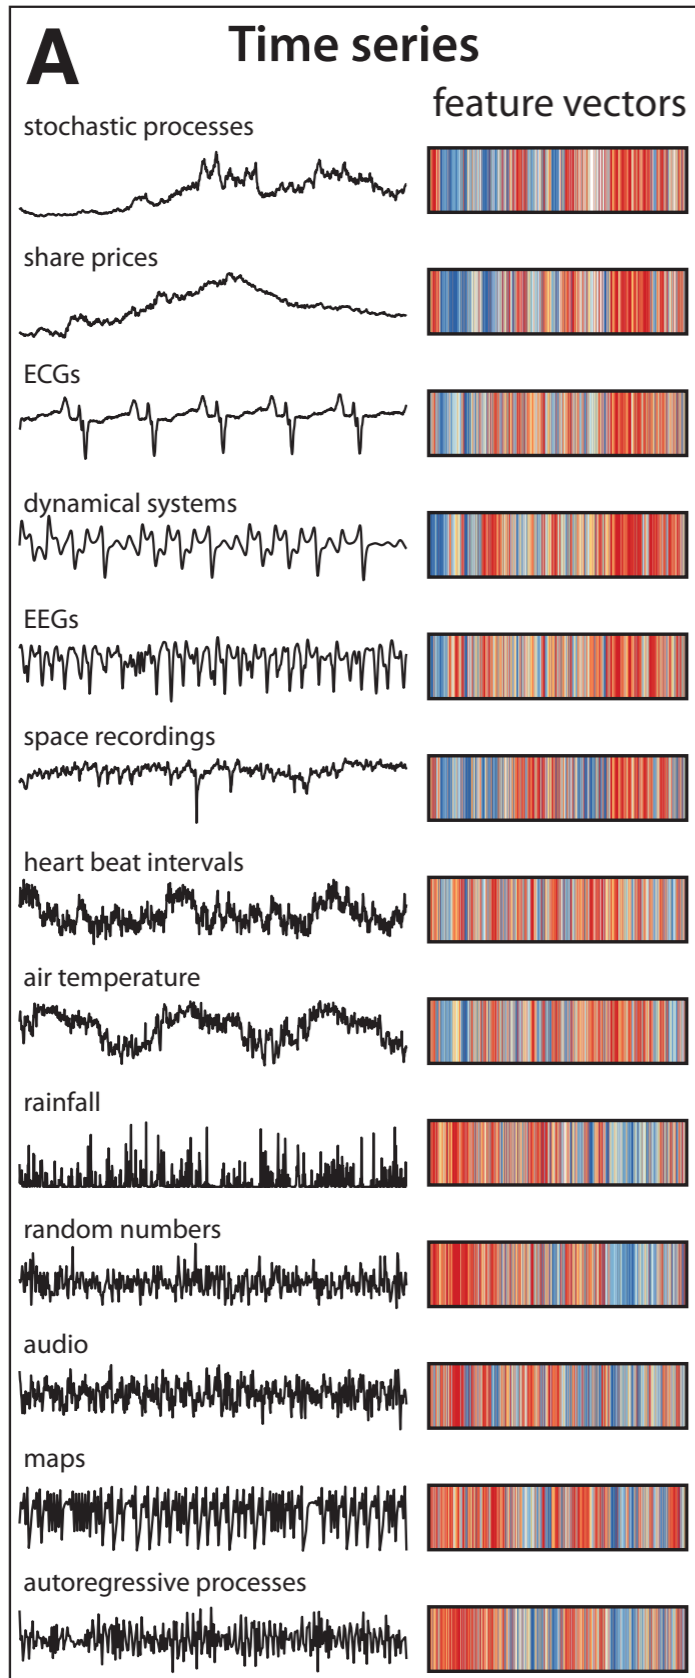 A
Time series
feature vectors
stochastic processes
share prices
ECGs
dynamical systems
EEGs
space recordings
heart beat intervals
air temperature
rainfall
random numbers
audio
maps
autoregressive processes